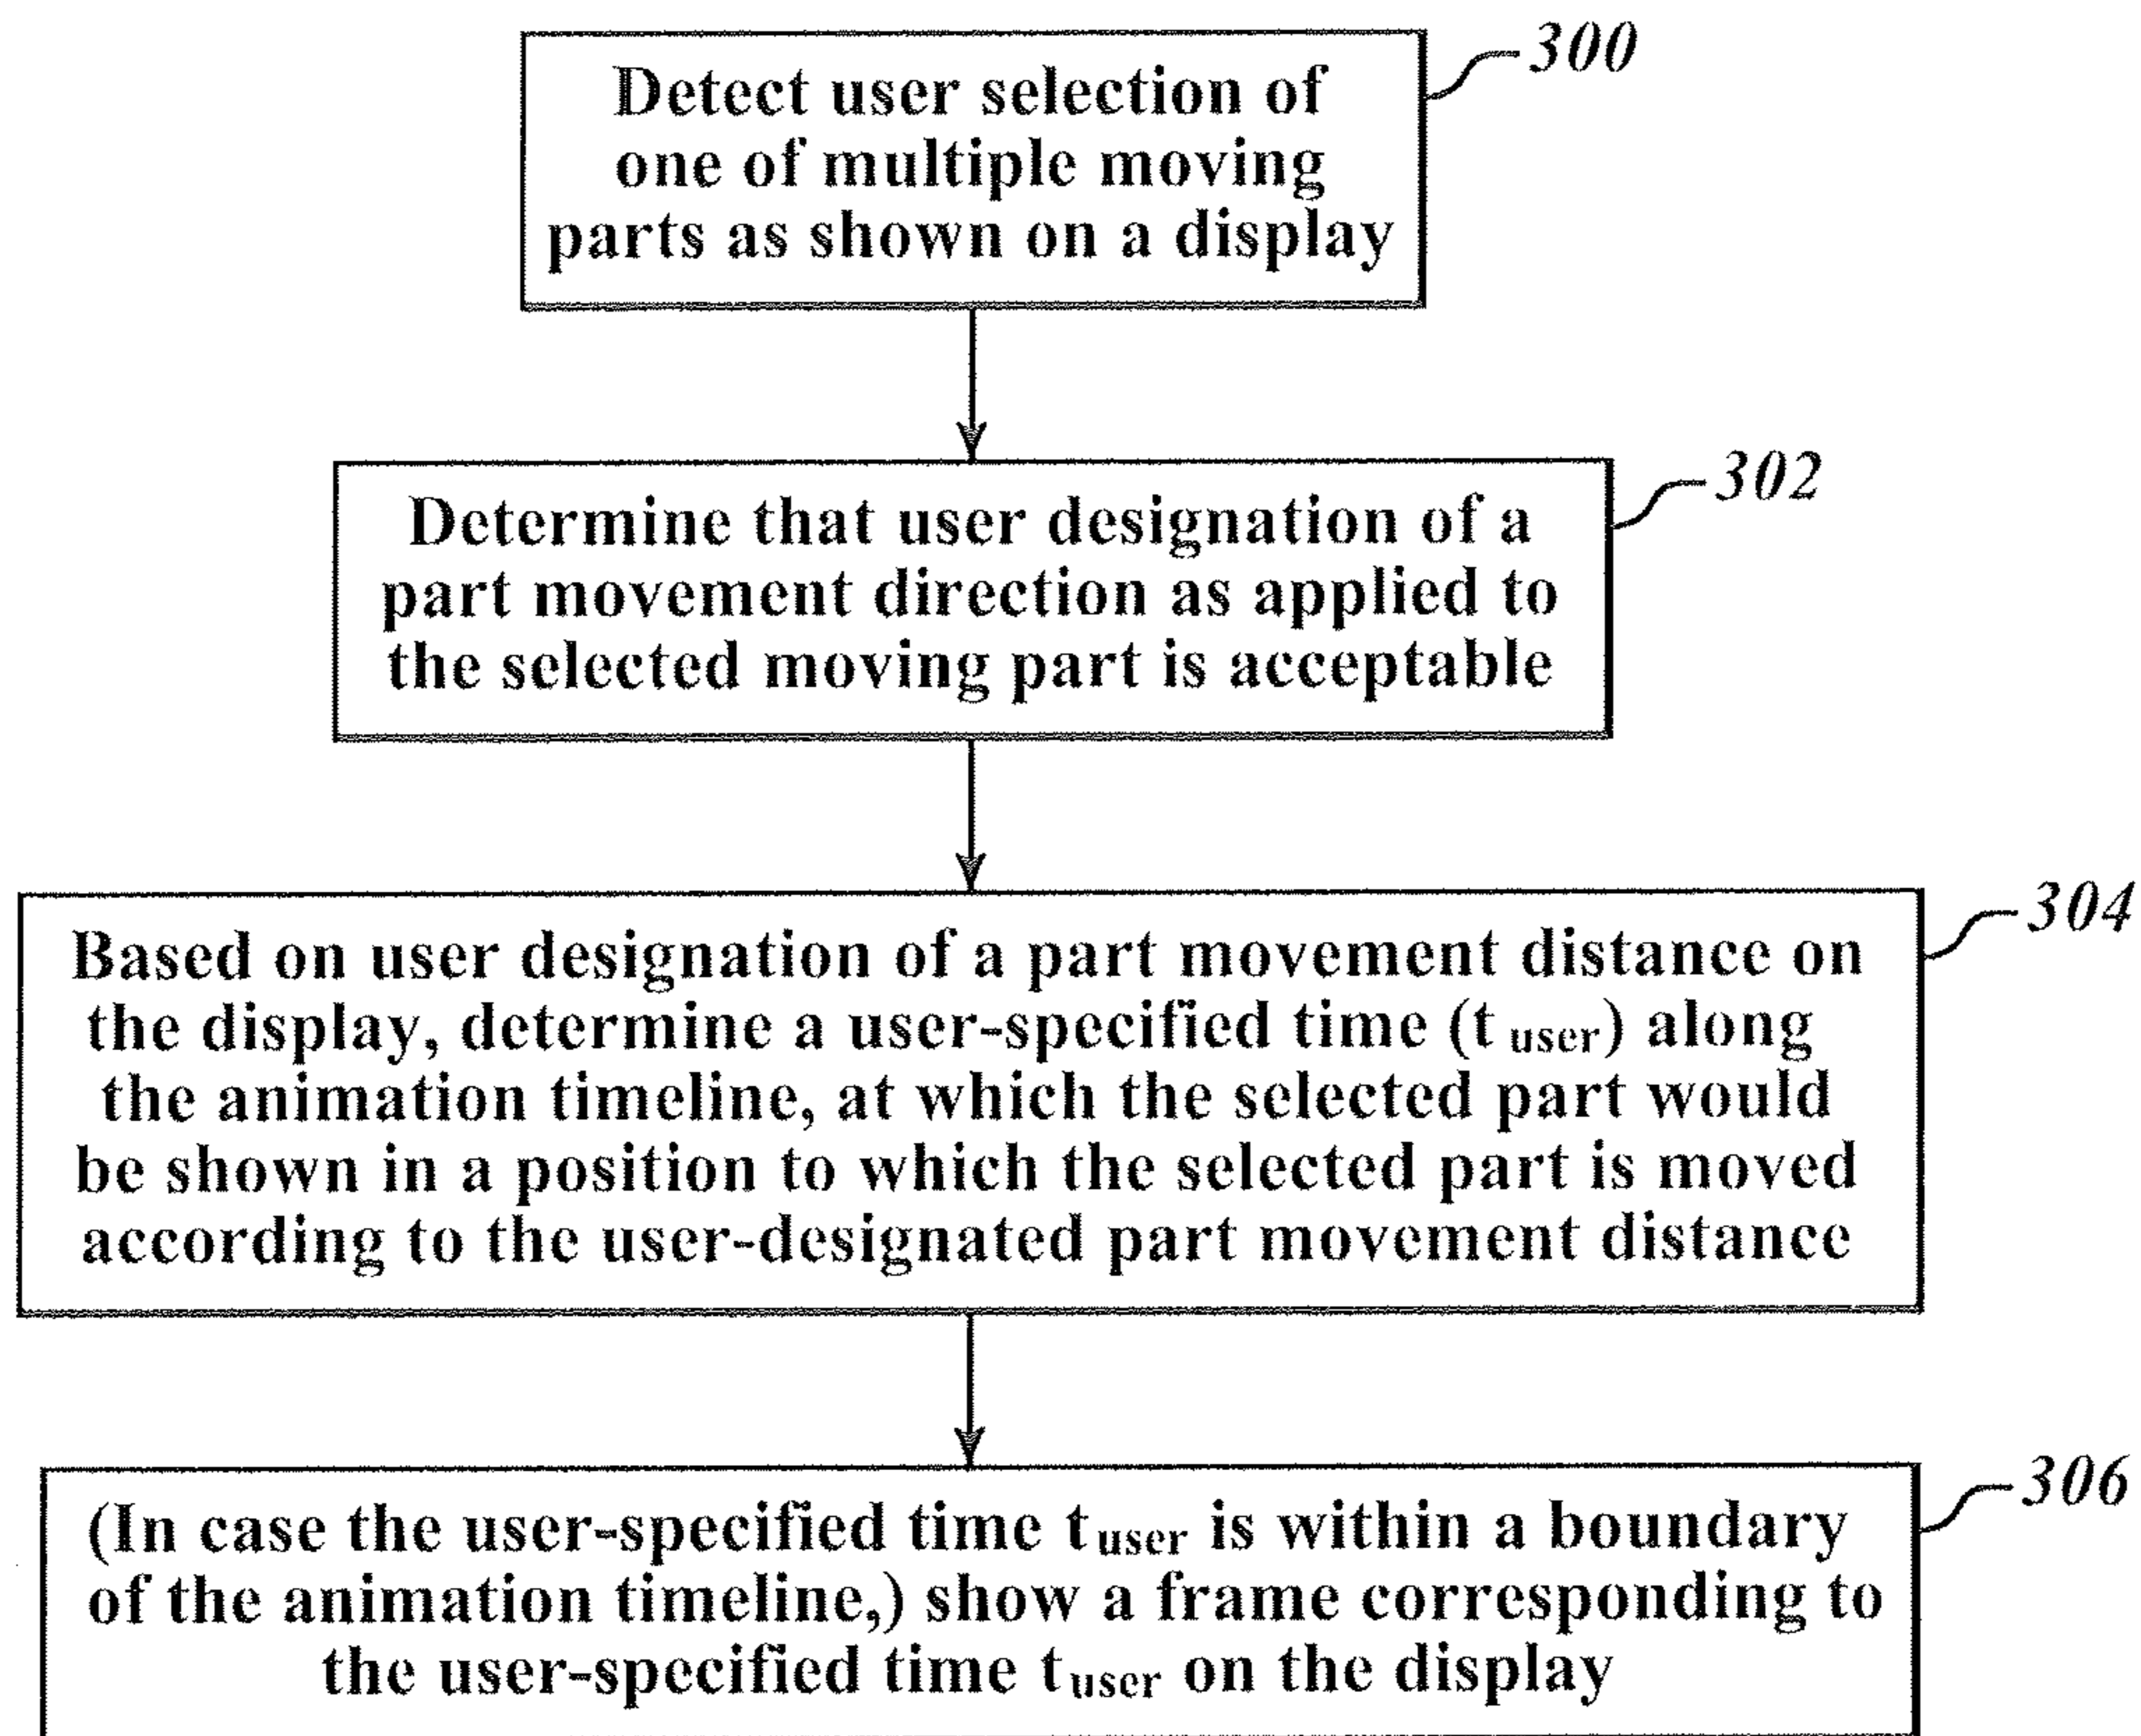 300
Detect user selection of
one of multiple moving
parts as shown on a display
302
Determine that user designation of a
part movement direction as applied to
the selected moving part is acceptable
304
Based on user designation of a part movement distance on
the display, determine a user-specified time (t user) along
the animation timeline, at which the selected part would
be shown in a position to which the selected part is moved
according to the user-designated part movement distance
306
(In case the user-specified time tuser is within a boundary
of the animation timeline,) show a frame corresponding to
the user-specified time tuser on the display